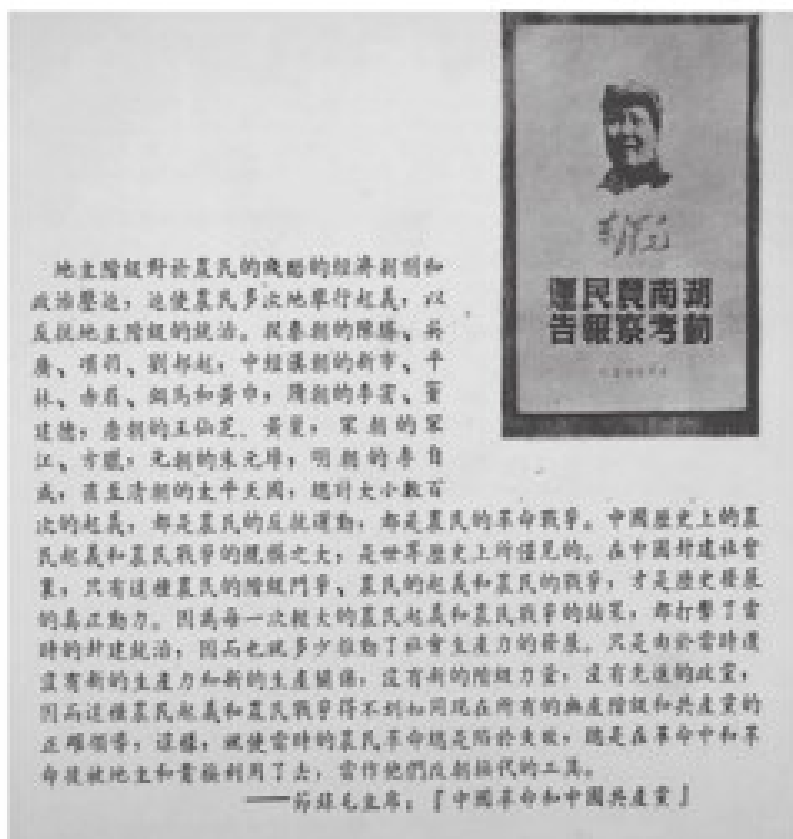 毛澤東
湖南農民運
動考察報告
地主階級對於農民的殘酷的經濟剝削和
政治壓迫，迫使農民多次地舉行起義，以
反抗地主階級的統治。從秦朝的陳勝、吳
廣、項羽、劉邦起，中經漢朝的新市、平
林、赤眉、銅馬和黃巾，隋朝的李密、竇
建德，唐朝的王仙芝、黃巢，宋朝的宋
江、方臘，元朝的朱元璋，明朝的李自
成，直至清朝的太平天國，總計大小數百
次的起義，都是農民的反抗運動，都是農民的革命戰爭。中國歷史上的農
民起義和農民戰爭的規模之大，是世界歷史上所僅見的。在中國封建社會
裏，只有這種農民的階級鬥爭、農民的起義和農民的戰爭，才是歷史發展
的真正動力。因為每一次較大的農民起義和農民戰爭的結果，都打擊了當
時的封建統治，因而也就多少推動了社會生產力的發展。只是由於當時還
沒有新的生產力和新的生產關係，沒有新的階級力量，沒有先進的政黨，
因而這種農民起義和農民戰爭得不到如同現在所有的無產階級和共產黨的
正確領導，這樣，就使當時的農民革命總是陷於失敗，總是在革命中和革
命後被地主和貴族利用了去，當作他們改朝換代的工具。
——節錄毛主席：『中國革命和中國共產黨』